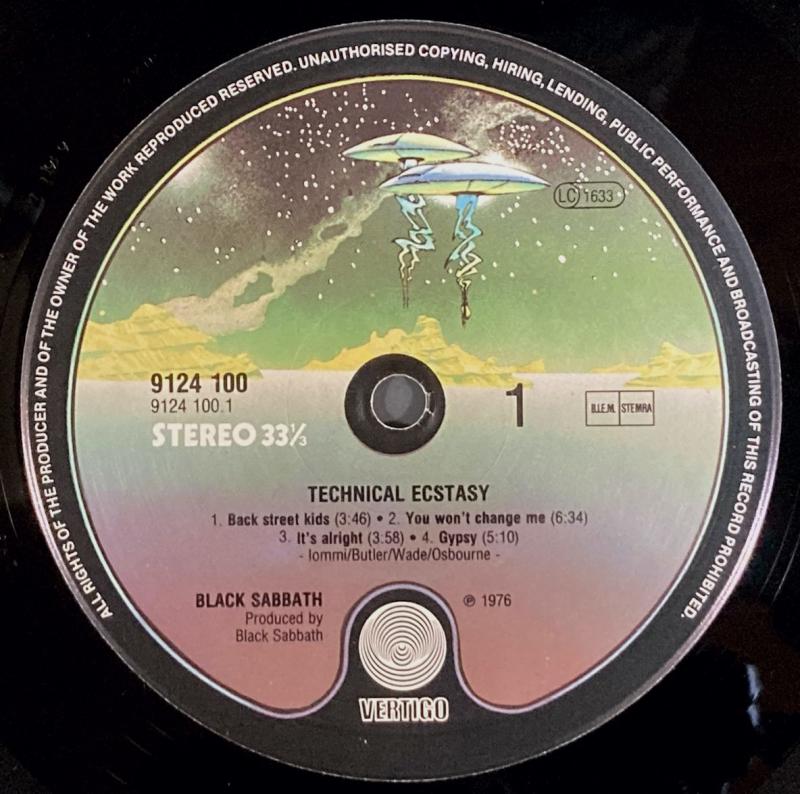 ALL RIGHTS OF THE PRODUCER AND OF THE OWNER OF THE WORK REPRODUCED RESERVED. UNAUTHORISED COPYING, HIRING, LENDING, PUBLIC PERFORMANCE AND BROADCASTING OF THIS RECORD PROHIBITED.
LC 1633
9124 100
9124 100.1
STEREO 33⅓
1
B.I.E.M. STEMRA
TECHNICAL ECSTASY
1. Back street kids (3:46) • 2. You won't change me (6:34)
3. It's alright (3:58) • 4. Gypsy (5:10)
- Iommi/Butler/Wade/Osbourne -
BLACK SABBATH
Produced by
Black Sabbath
℗ 1976
VERTIGO